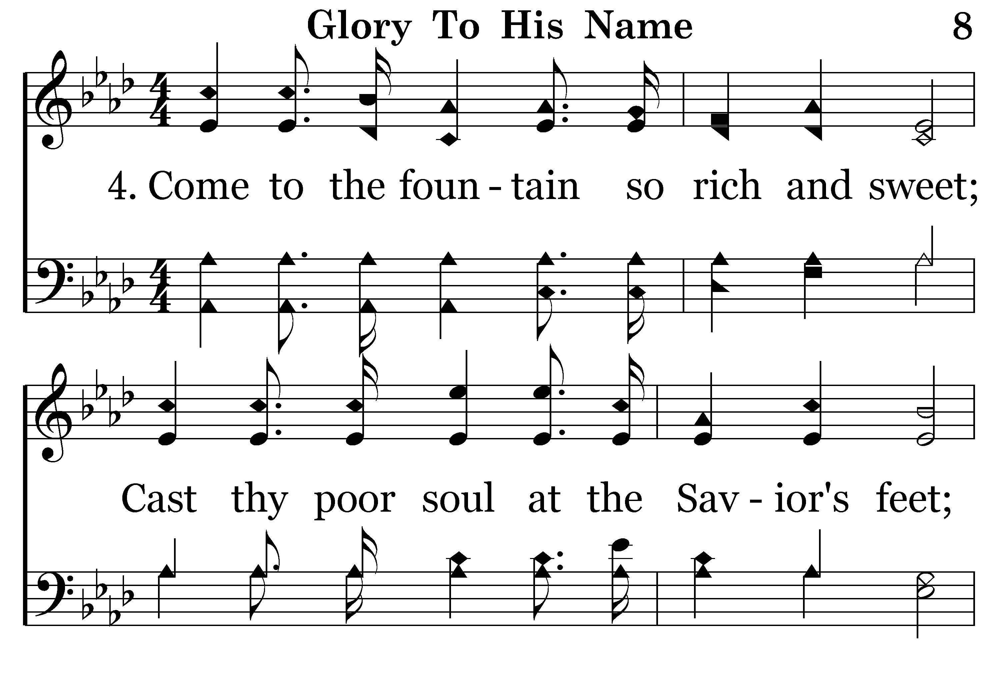 Glory To His Name 8
4. Come to the foun - tain so rich and sweet;
Cast thy poor soul at the Sav - ior's feet;